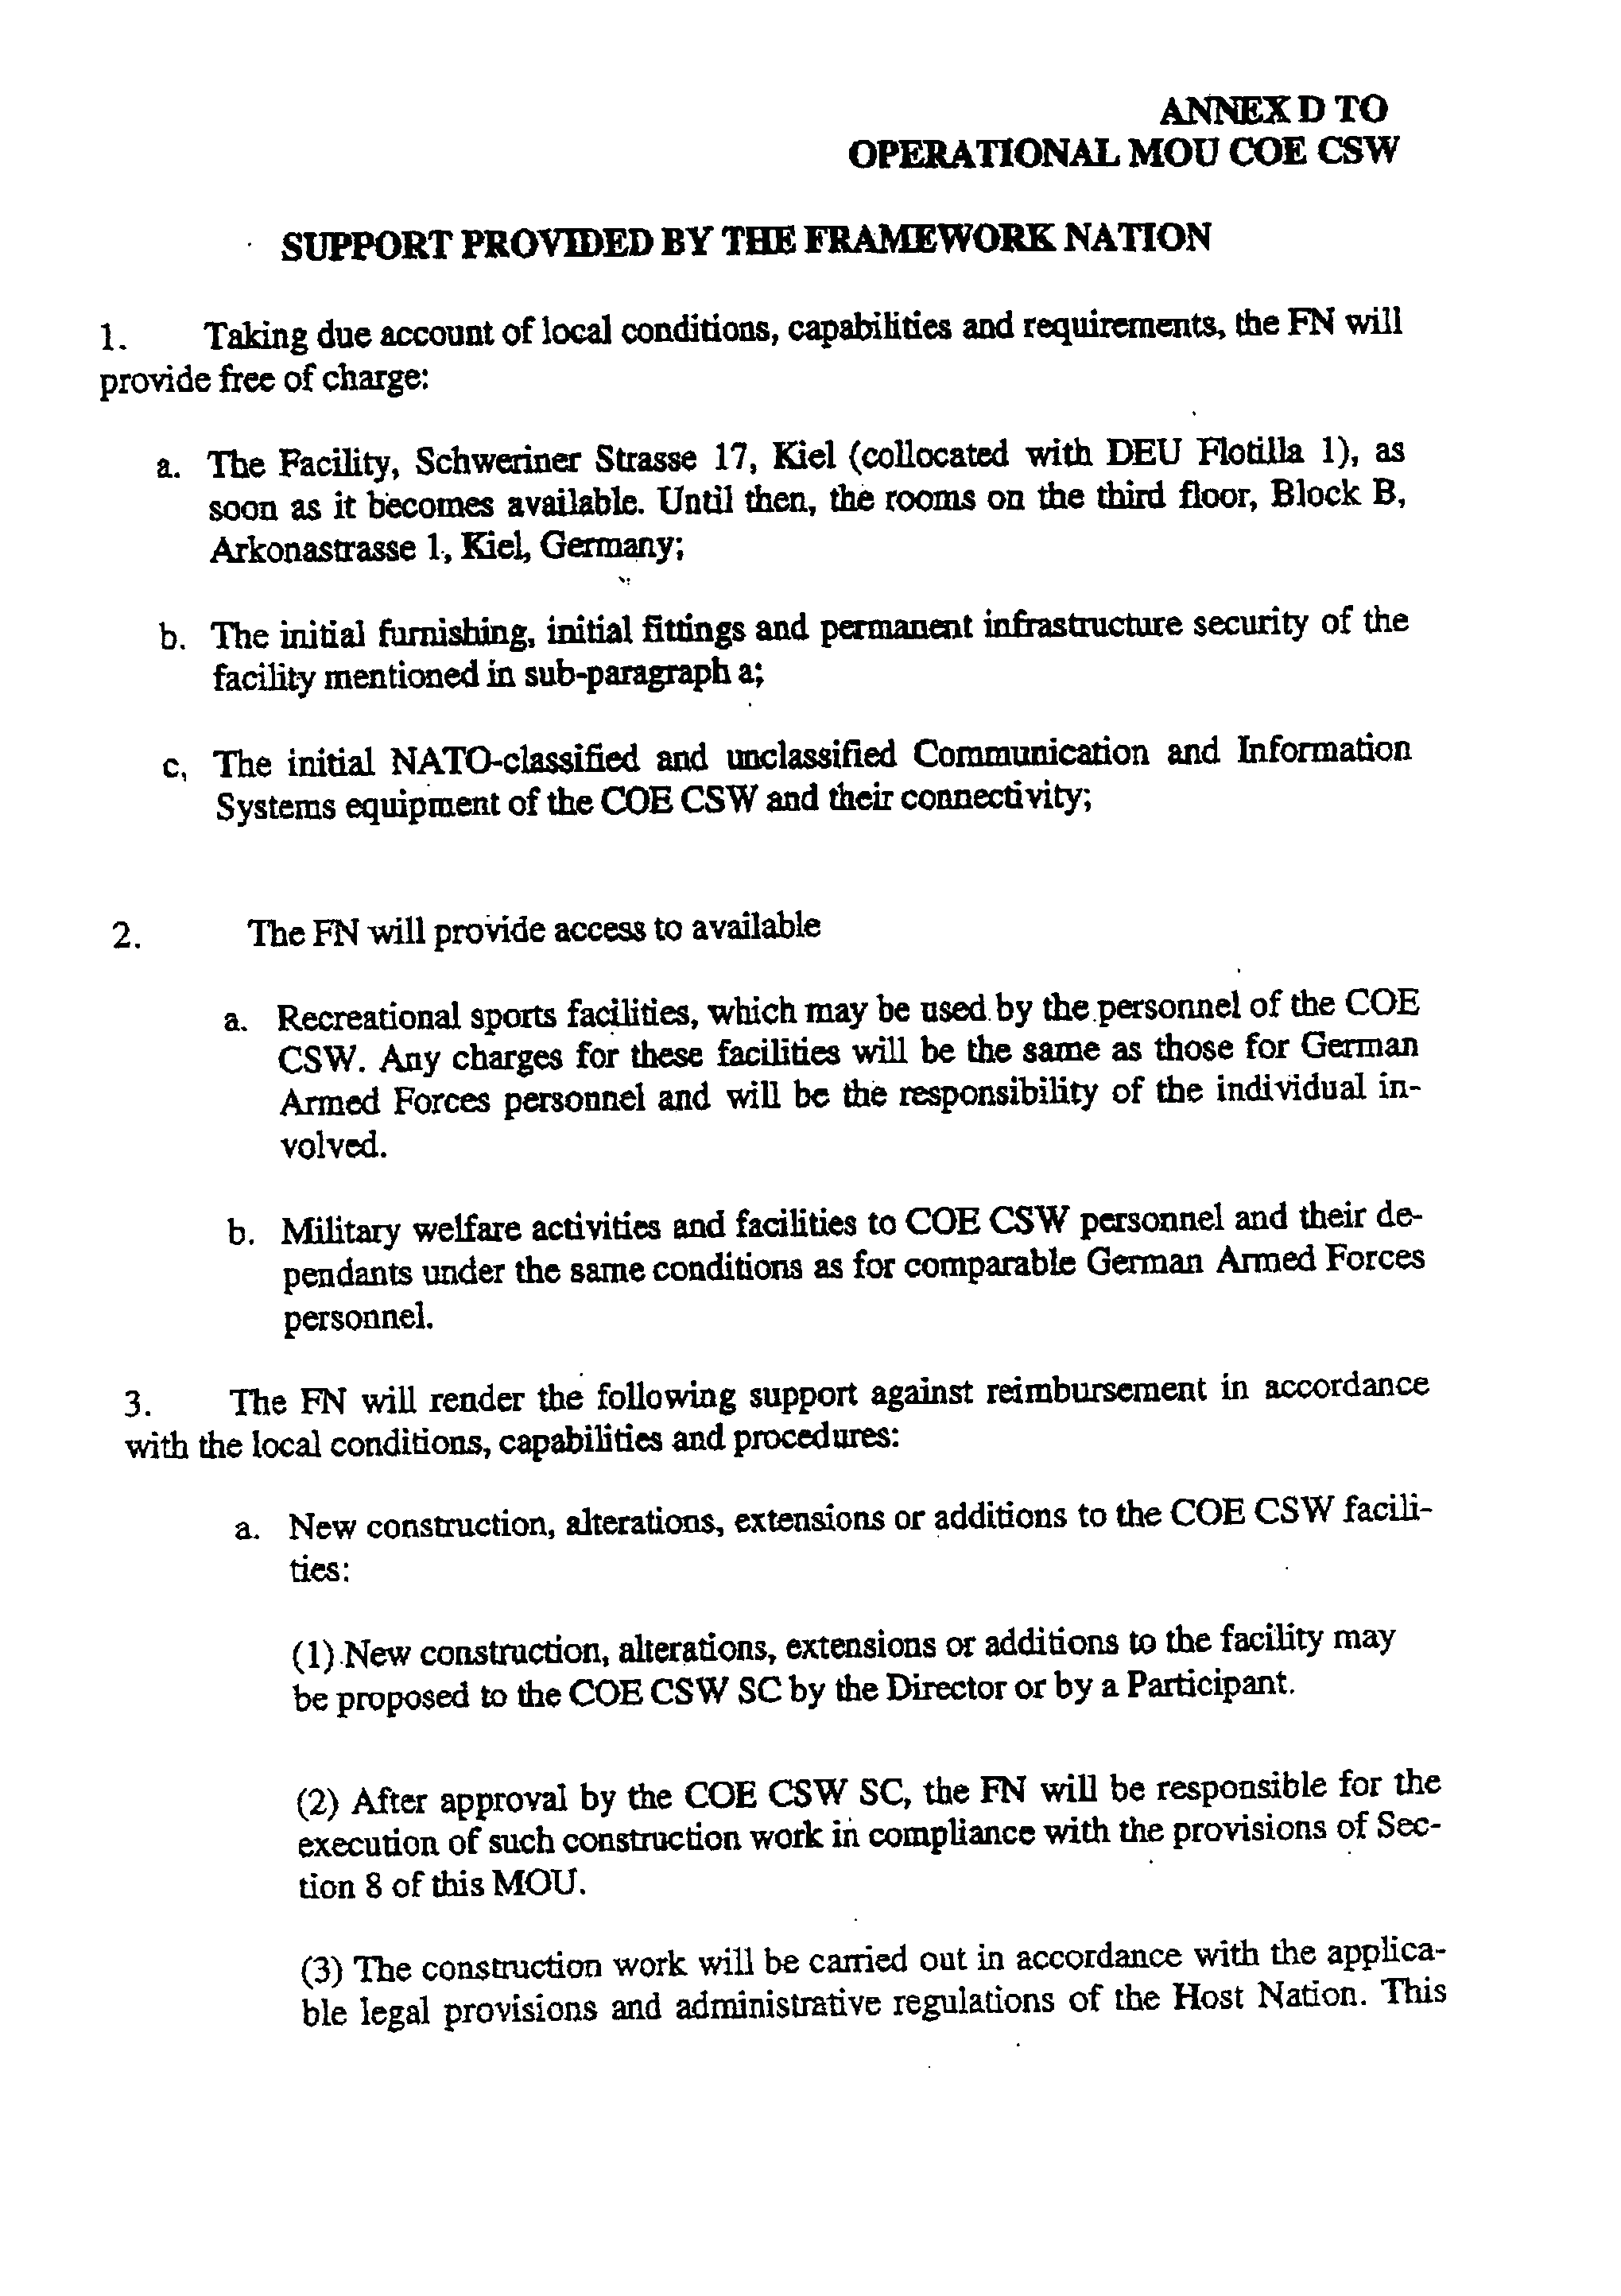 ANNEX D TO
OPERATIONAL MOU COE CSW
SUPPORT PROVIDED BY THE FRAMEWORK NATION
1. Taking due account of local conditions, capabilities and requirements, the FN will
provide free of charge:
a. The Facility, Schweriner Strasse 17, Kiel (collocated with DEU Flotilla 1), as
soon as it becomes available. Until then, the rooms on the third floor, Block B,
Arkonastrasse 1, Kiel, Germany;
b. The initial furnishing, initial fittings and permanent infrastructure security of the
facility mentioned in sub-paragraph a;
c, The initial NATO-classified and unclassified Communication and Information
Systems equipment of the COE CSW and their connectivity;
2. The FN will provide access to available
a. Recreational sports facilities, which may be used by the personnel of the COE
CSW. Any charges for these facilities will be the same as those for German
Armed Forces personnel and will be the responsibility of the individual in-
volved.
b. Military welfare activities and facilities to COE CSW personnel and their de-
pendants under the same conditions as for comparable German Armed Forces
personnel.
3. The FN will render the following support against reimbursement in accordance
with the local conditions, capabilities and procedures:
a. New construction, alterations, extensions or additions to the COE CSW facili-
ties:
(1) New construction, alterations, extensions or additions to the facility may
be proposed to the COE CSW SC by the Director or by a Participant.
(2) After approval by the COE CSW SC, the FN will be responsible for the
execution of such construction work in compliance with the provisions of Sec-
tion 8 of this MOU.
(3) The construction work will be carried out in accordance with the applica-
ble legal provisions and administrative regulations of the Host Nation. This